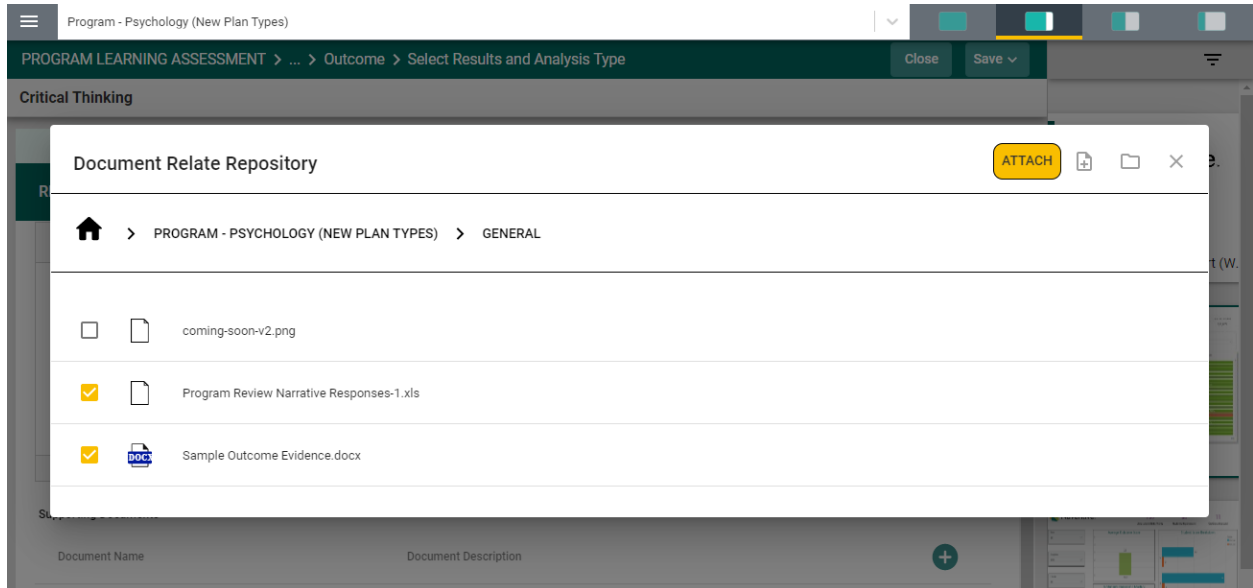 Program - Psychology (New Plan Types)
PROGRAM LEARNING ASSESSMENT > ... > Outcome > Select Results and Analysis Type
Close
Save
Critical Thinking
Document Relate Repository
ATTACH
PROGRAM - PSYCHOLOGY (NEW PLAN TYPES) > GENERAL
coming-soon-v2.png
Program Review Narrative Responses-1.xls
DOCX
Sample Outcome Evidence.docx
Document Name
Document Description